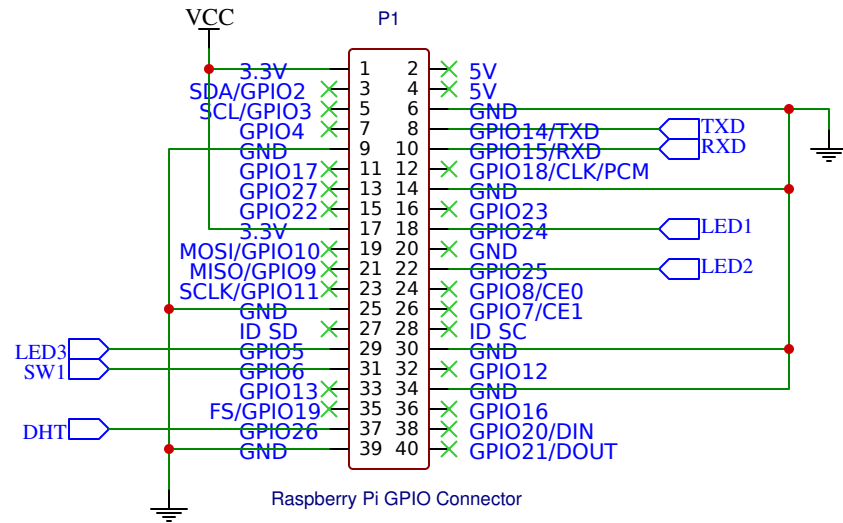 VCC
P1
3.3V 1 2 5V
SDA/GPIO2 3 4 5V
SCL/GPIO3 5 6 GND
GPIO4 7 8 GPIO14/TXD TXD
GND 9 10 GPIO15/RXD RXD
GPIO17 11 12 GPIO18/CLK/PCM
GPIO27 13 14 GND
GPIO22 15 16 GPIO23
3.3V 17 18 GPIO24 LED1
MOSI/GPIO10 19 20 GND
MISO/GPIO9 21 22 GPIO25 LED2
SCLK/GPIO11 23 24 GPIO8/CE0
GND 25 26 GPIO7/CE1
ID SD 27 28 ID SC
LED3 GPIO5 29 30 GND
SW1 GPIO6 31 32 GPIO12
GPIO13 33 34 GND
FS/GPIO19 35 36 GPIO16
DHT GPIO26 37 38 GPIO20/DIN
GND 39 40 GPIO21/DOUT
Raspberry Pi GPIO Connector